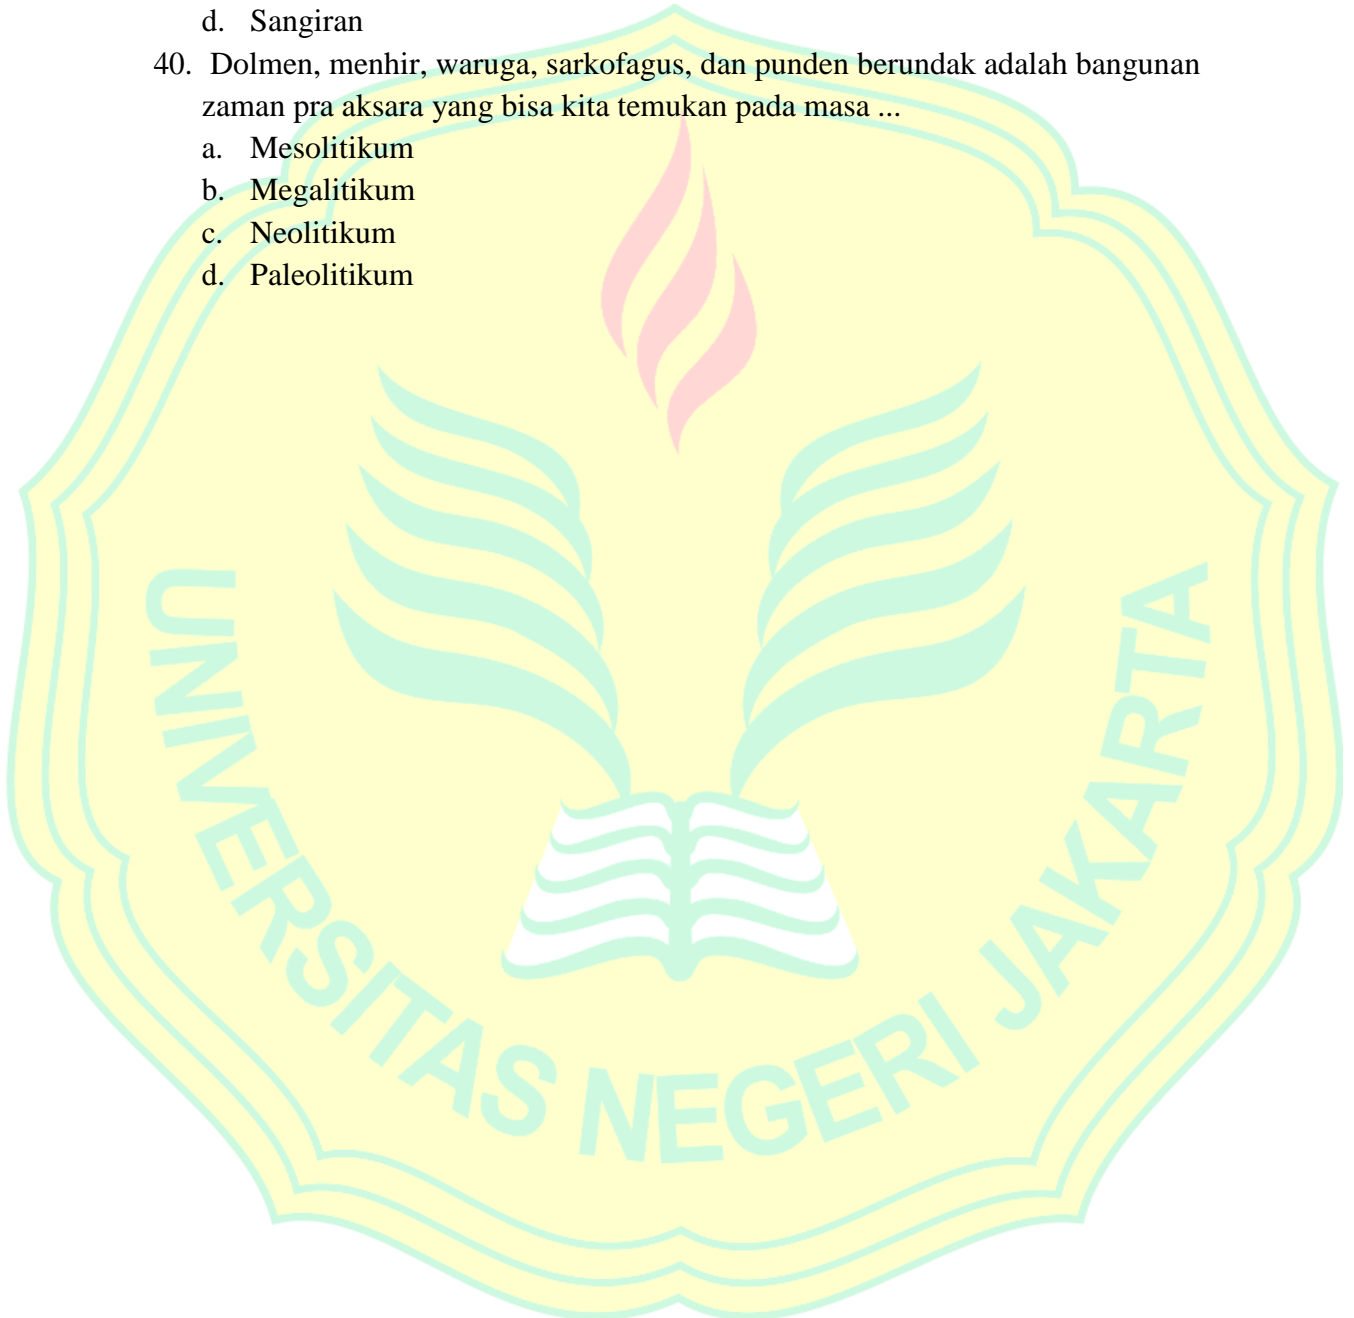 d. Sangiran
40. Dolmen, menhir, waruga, sarkofagus, dan punden berundak adalah bangunan
zaman pra aksara yang bisa kita temukan pada masa ...
a. Mesolitikum
b. Megalitikum
c. Neolitikum
d. Paleolitikum
UNIVERSITAS NEGERI JAKARTA